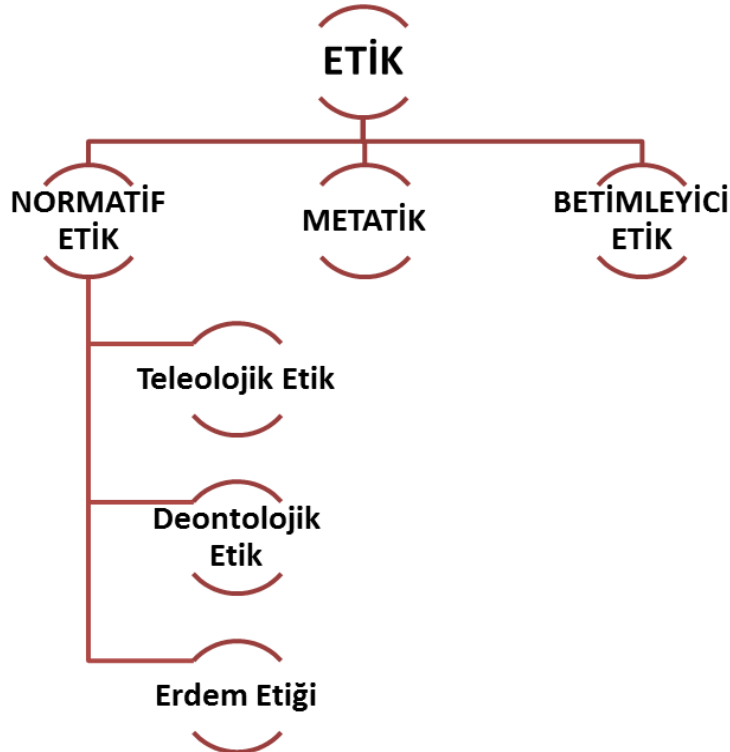 ETİK
NORMATİF
ETİK
METATİK
BETİMLEYİCİ
ETİK
Teleolojik Etik
Deontolojik
Etik
Erdem Etiği